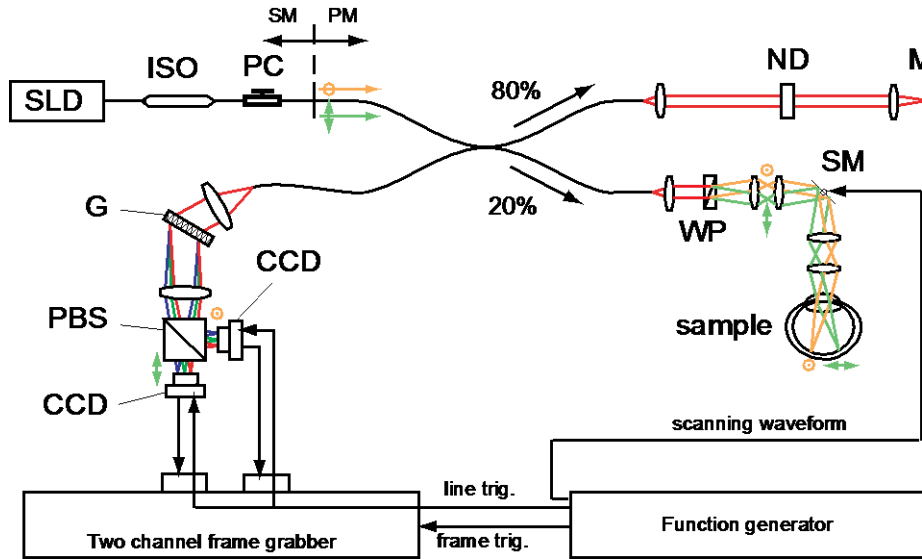 SM PM
ISO PC
SLD
80%
ND M
20%
SM
WP
G
CCD
PBS
sample
CCD
scanning waveform
line trig.
Two channel frame grabber
frame trig.
Function generator